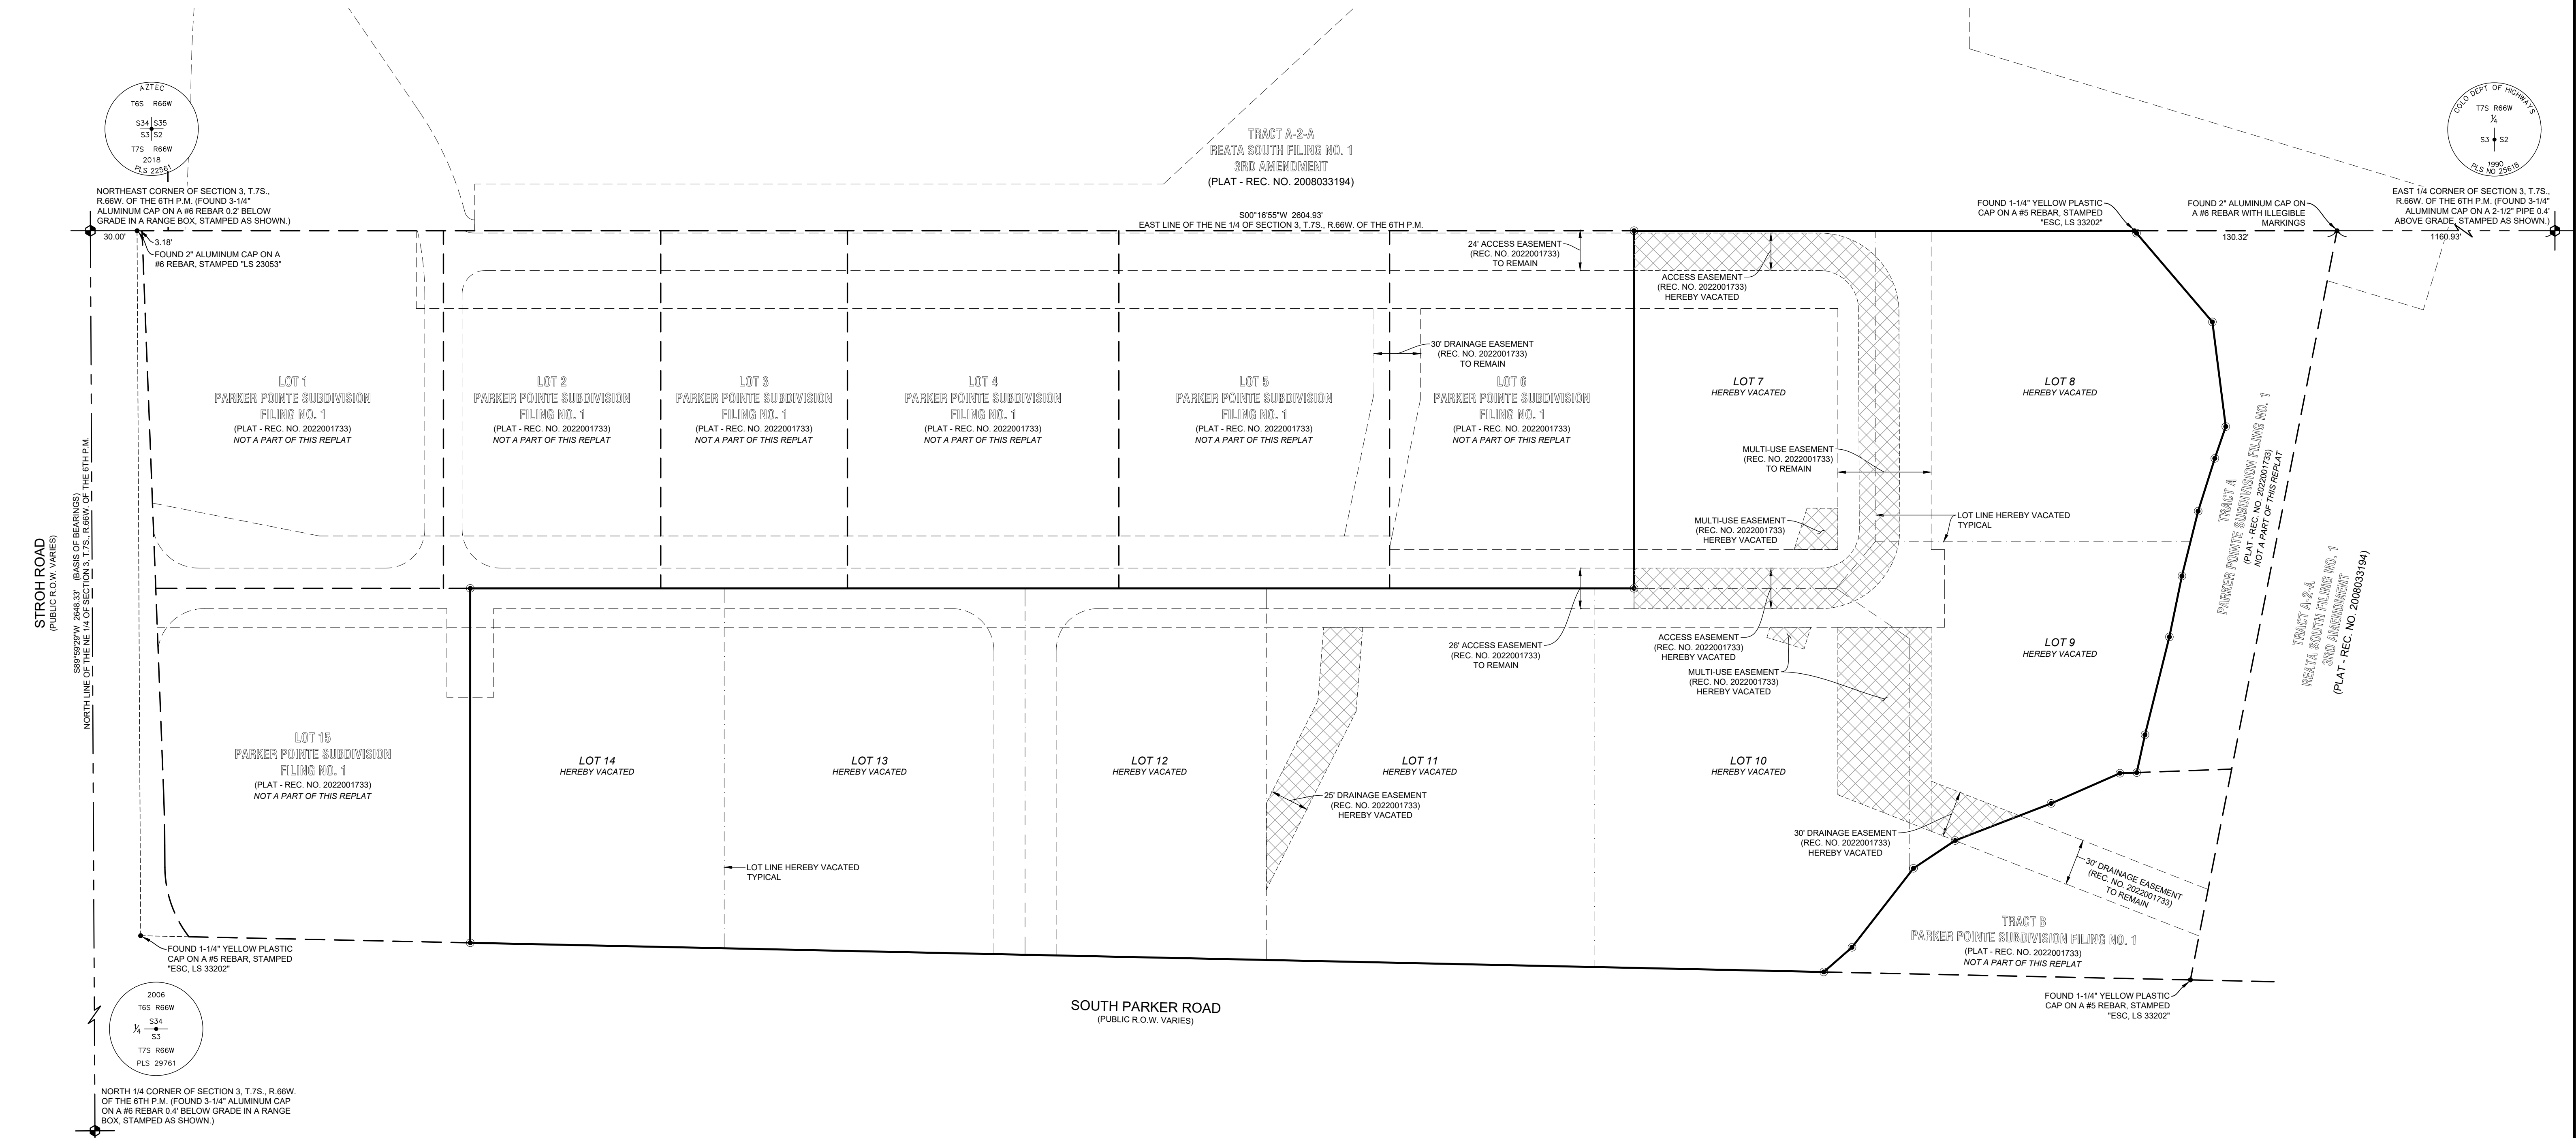 AZTEC
T6S R66W
S34 S35
S3 S2
T7S R66W
2018
PLS 22561
NORTHEAST CORNER OF SECTION 3, T.7S.,
R.66W. OF THE 6TH P.M. (FOUND 3-1/4"
ALUMINUM CAP ON A #6 REBAR 0.2' BELOW
GRADE IN A RANGE BOX, STAMPED AS SHOWN.)
30.00'
3.18'
FOUND 2" ALUMINUM CAP ON A
#6 REBAR, STAMPED "LS 23053"
TRACT A-2-A
REATA SOUTH FILING NO. 1
3RD AMENDMENT
(PLAT - REC. NO. 2008033194)
S00°16'55"W 2604.93'
EAST LINE OF THE NE 1/4 OF SECTION 3, T.7S., R.66W. OF THE 6TH P.M.
COLO DEPT OF HIGHWAYS
T7S R66W
1/4
S3 S2
1990
PLS NO 25618
EAST 1/4 CORNER OF SECTION 3, T.7S.,
R.66W. OF THE 6TH P.M. (FOUND 3-1/4"
ALUMINUM CAP ON A 2-1/2" PIPE 0.4'
ABOVE GRADE, STAMPED AS SHOWN.)
FOUND 1-1/4" YELLOW PLASTIC
CAP ON A #5 REBAR, STAMPED
"ESC, LS 33202"
FOUND 2" ALUMINUM CAP ON
A #6 REBAR WITH ILLEGIBLE
MARKINGS
130.32'
1160.93'
24' ACCESS EASEMENT
(REC. NO. 2022001733)
TO REMAIN
ACCESS EASEMENT
(REC. NO. 2022001733)
HEREBY VACATED
30' DRAINAGE EASEMENT
(REC. NO. 2022001733)
TO REMAIN
LOT 1
PARKER POINTE SUBDIVISION
FILING NO. 1
(PLAT - REC. NO. 2022001733)
NOT A PART OF THIS REPLAT
LOT 2
PARKER POINTE SUBDIVISION
FILING NO. 1
(PLAT - REC. NO. 2022001733)
NOT A PART OF THIS REPLAT
LOT 3
PARKER POINTE SUBDIVISION
FILING NO. 1
(PLAT - REC. NO. 2022001733)
NOT A PART OF THIS REPLAT
LOT 4
PARKER POINTE SUBDIVISION
FILING NO. 1
(PLAT - REC. NO. 2022001733)
NOT A PART OF THIS REPLAT
LOT 5
PARKER POINTE SUBDIVISION
FILING NO. 1
(PLAT - REC. NO. 2022001733)
NOT A PART OF THIS REPLAT
LOT 6
PARKER POINTE SUBDIVISION
FILING NO. 1
(PLAT - REC. NO. 2022001733)
NOT A PART OF THIS REPLAT
LOT 7
HEREBY VACATED
LOT 8
HEREBY VACATED
MULTI-USE EASEMENT
(REC. NO. 2022001733)
TO REMAIN
MULTI-USE EASEMENT
(REC. NO. 2022001733)
HEREBY VACATED
LOT LINE HEREBY VACATED
TYPICAL
TRACT A
PARKER POINTE SUBDIVISION FILING NO. 1
(PLAT - REC. NO. 2022001733)
NOT A PART OF THIS REPLAT
TRACT A-2-A
REATA SOUTH FILING NO. 1
3RD AMENDMENT
(PLAT - REC. NO. 2008033194)
STROH ROAD
(PUBLIC R.O.W. VARIES)
S89°59'29"W 2648.33' (BASIS OF BEARINGS)
NORTH LINE OF THE NE 1/4 OF SECTION 3, T.7S., R.66W. OF THE 6TH P.M.
26' ACCESS EASEMENT
(REC. NO. 2022001733)
TO REMAIN
ACCESS EASEMENT
(REC. NO. 2022001733)
HEREBY VACATED
MULTI-USE EASEMENT
(REC. NO. 2022001733)
HEREBY VACATED
LOT 9
HEREBY VACATED
LOT 15
PARKER POINTE SUBDIVISION
FILING NO. 1
(PLAT - REC. NO. 2022001733)
NOT A PART OF THIS REPLAT
LOT 14
HEREBY VACATED
LOT 13
HEREBY VACATED
LOT 12
HEREBY VACATED
LOT 11
HEREBY VACATED
LOT 10
HEREBY VACATED
25' DRAINAGE EASEMENT
(REC. NO. 2022001733)
HEREBY VACATED
30' DRAINAGE EASEMENT
(REC. NO. 2022001733)
HEREBY VACATED
LOT LINE HEREBY VACATED
TYPICAL
30' DRAINAGE EASEMENT
(REC. NO. 2022001733)
TO REMAIN
TRACT B
PARKER POINTE SUBDIVISION FILING NO. 1
(PLAT - REC. NO. 2022001733)
NOT A PART OF THIS REPLAT
FOUND 1-1/4" YELLOW PLASTIC
CAP ON A #5 REBAR, STAMPED
"ESC, LS 33202"
FOUND 1-1/4" YELLOW PLASTIC
CAP ON A #5 REBAR, STAMPED
"ESC, LS 33202"
SOUTH PARKER ROAD
(PUBLIC R.O.W. VARIES)
2006
T6S R66W
S34
1/4
S3
T7S R66W
PLS 29761
NORTH 1/4 CORNER OF SECTION 3, T.7S., R.66W.
OF THE 6TH P.M. (FOUND 3-1/4" ALUMINUM CAP
ON A #6 REBAR 0.4' BELOW GRADE IN A RANGE
BOX, STAMPED AS SHOWN.)